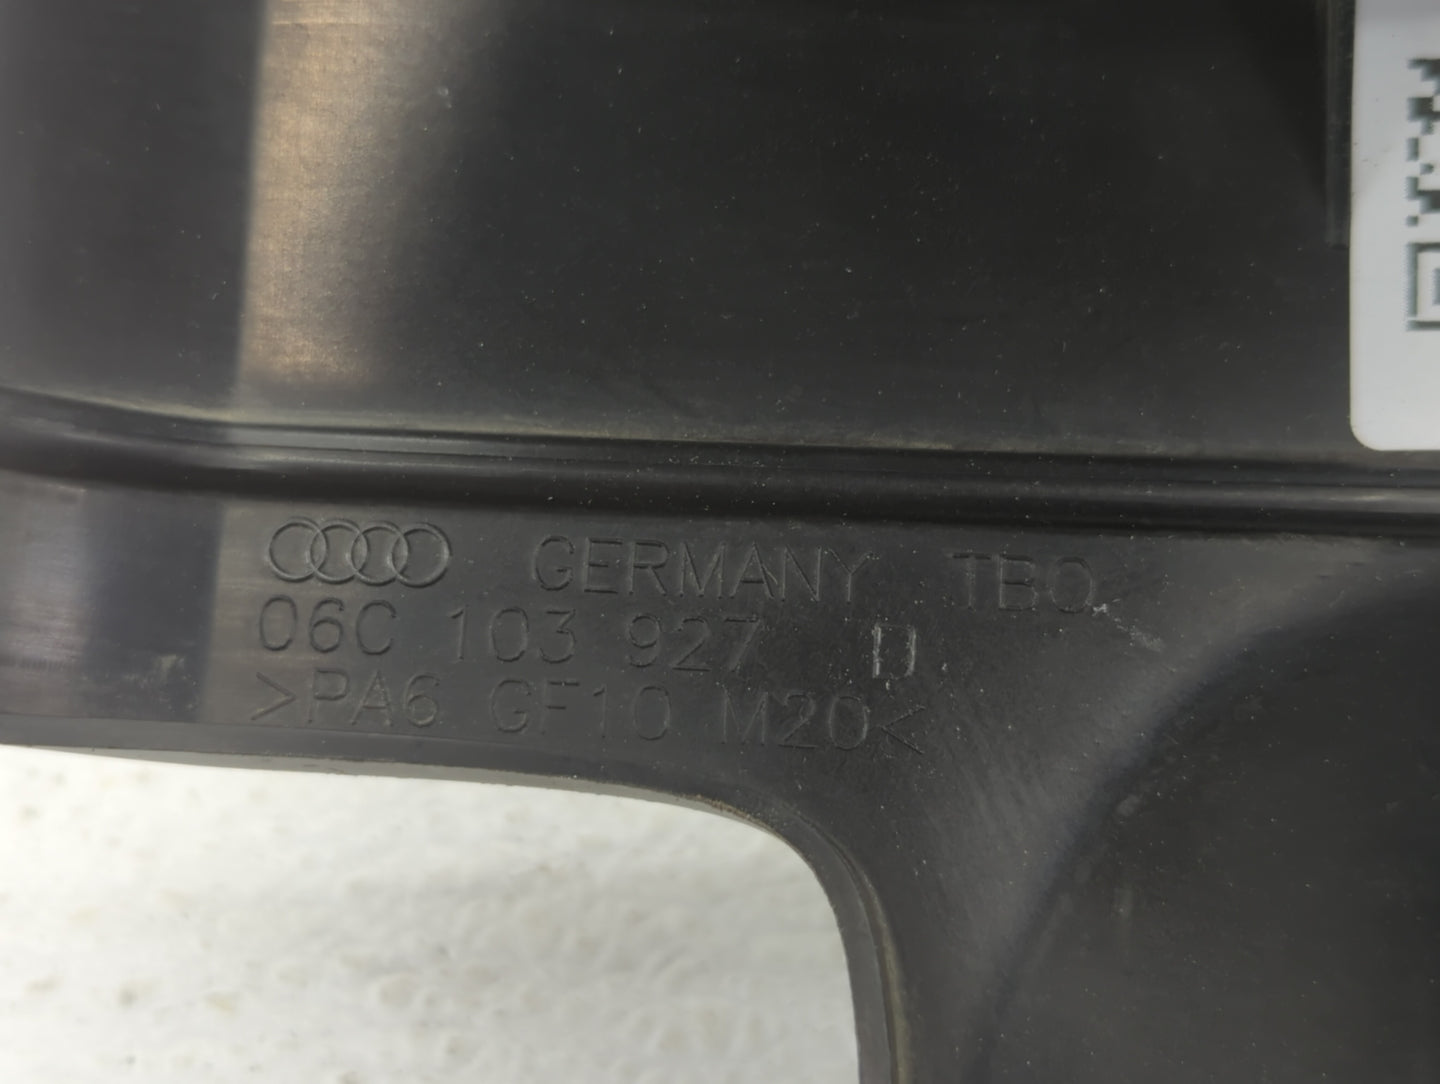 GERMANY TBO
06C 103 927 D
>PA6 GF10 M20<